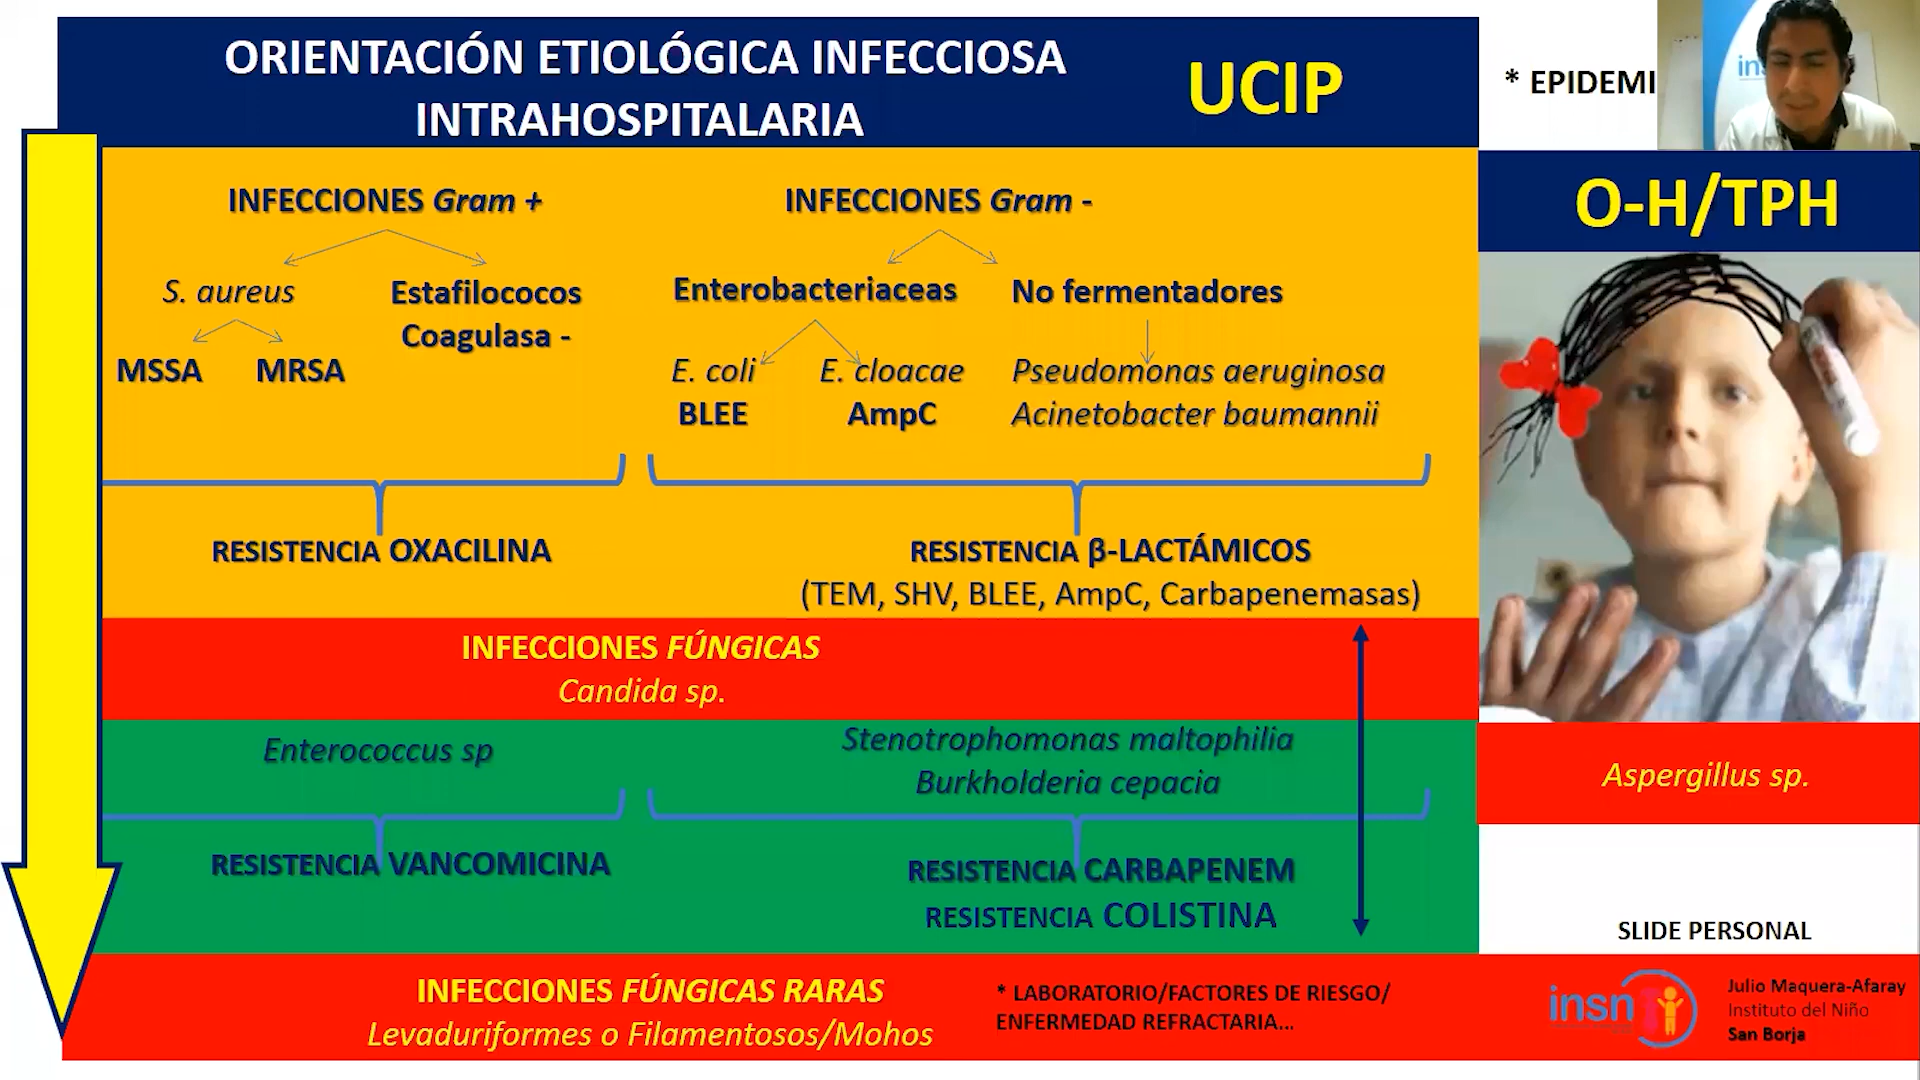 ORIENTACIÓN ETIOLÓGICA INFECCIOSA
INTRAHOSPITALARIA
UCIP
* EPIDEMI
ins
O-H/TPH
INFECCIONES Gram +
INFECCIONES Gram -
S. aureus
Estafilococos
Coagulasa -
Enterobacteriaceas
No fermentadores
MSSA
MRSA
E. coli
BLEE
E. cloacae
AmpC
Pseudomonas aeruginosa
Acinetobacter baumannii
RESISTENCIA OXACILINA
RESISTENCIA β-LACTÁMICOS
(TEM, SHV, BLEE, AmpC, Carbapenemasas)
INFECCIONES FÚNGICAS
Candida sp.
Enterococcus sp
Stenotrophomonas maltophilia
Burkholderia cepacia
Aspergillus sp.
RESISTENCIA VANCOMICINA
RESISTENCIA CARBAPENEM
RESISTENCIA COLISTINA
SLIDE PERSONAL
INFECCIONES FÚNGICAS RARAS
Levaduriformes o Filamentosos/Mohos
* LABORATORIO/FACTORES DE RIESGO/
ENFERMEDAD REFRACTARIA...
insn
Julio Maquera-Afaray
Instituto del Niño
San Borja